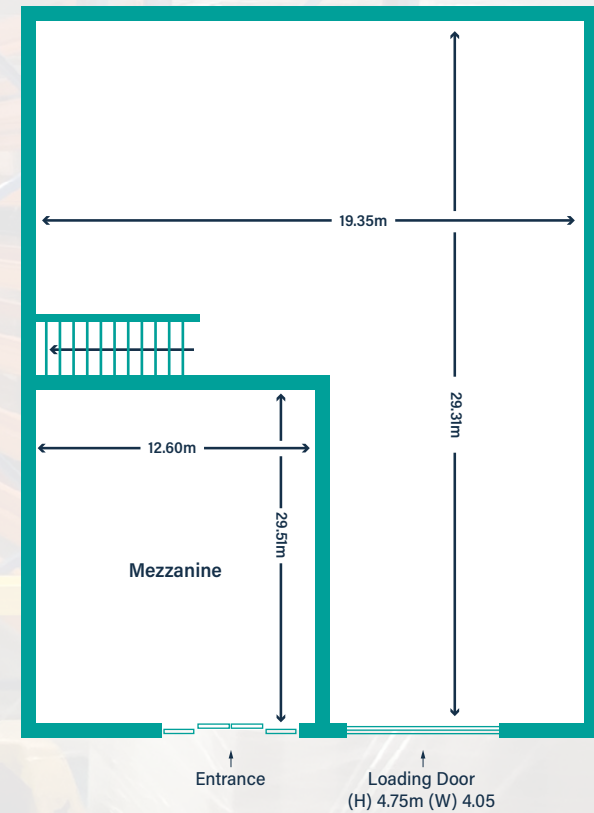 19.35m
29.31m
12.60m
29.51m
Mezzanine
Entrance
Loading Door
(H) 4.75m (W) 4.05